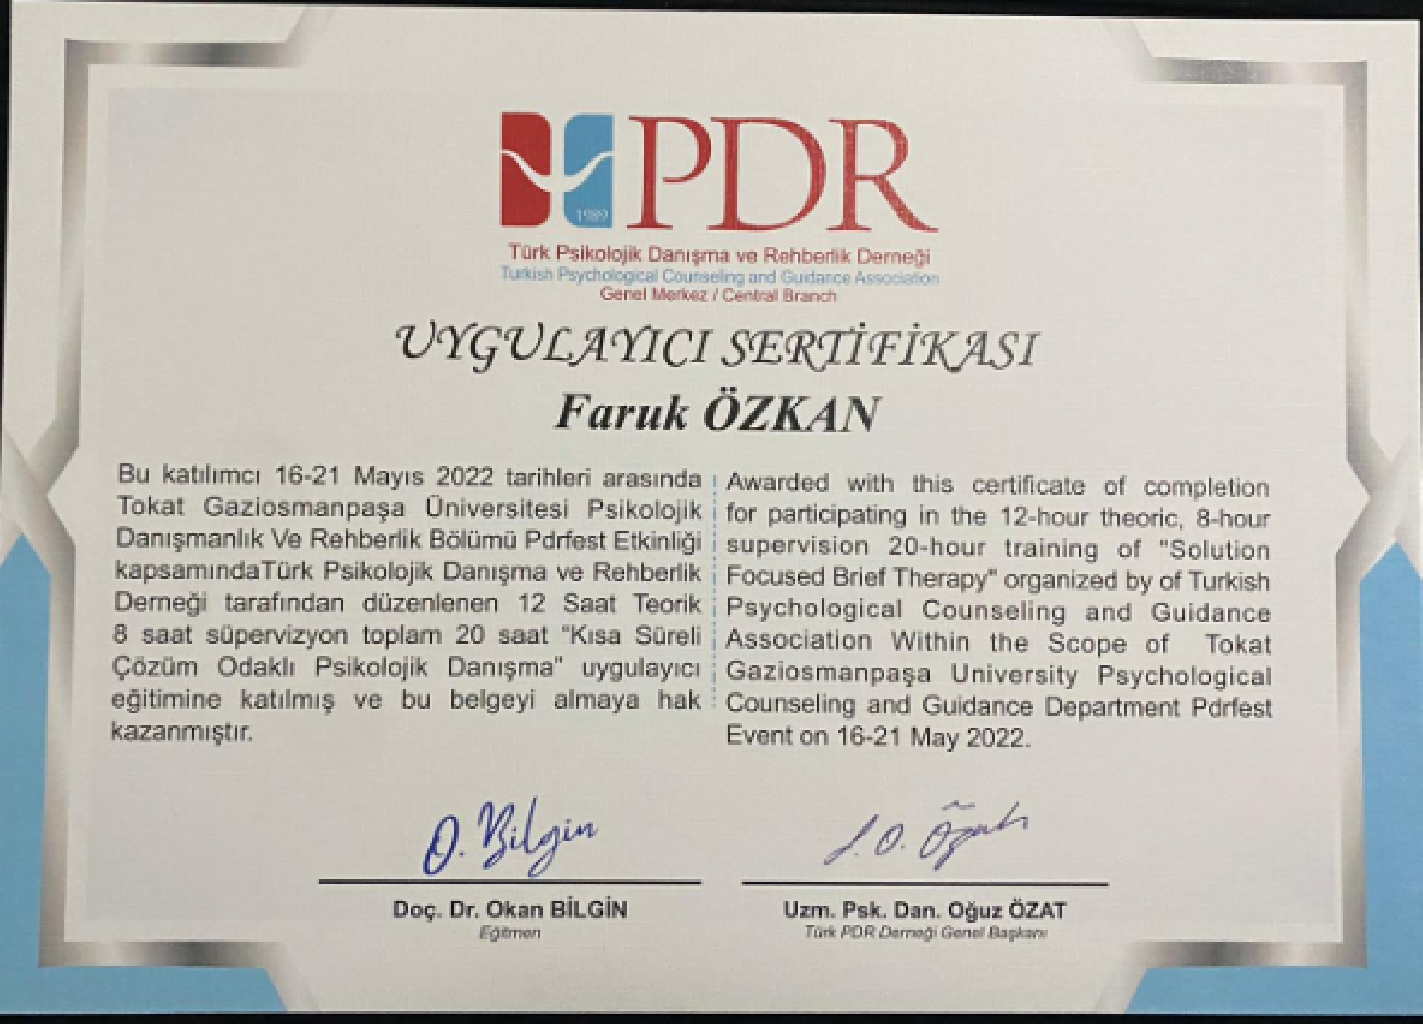 1989
PDR
Türk Psikolojik Danışma ve Rehberlik Derneği
Turkish Psychological Counseling and Guidance Association
Genel Merkez / Central Branch
UYGULAYICI SERTİFİKASI
Faruk ÖZKAN
Bu katılımcı 16-21 Mayıs 2022 tarihleri arasında
Tokat Gaziosmanpaşa Üniversitesi Psikolojik
Danışmanlık Ve Rehberlik Bölümü Pdrfest Etkinliği
kapsamındaTürk Psikolojik Danışma ve Rehberlik
Derneği tarafından düzenlenen 12 Saat Teorik
8 saat süpervizyon toplam 20 saat "Kısa Süreli
Çözüm Odaklı Psikolojik Danışma" uygulayıcı
eğitimine katılmış ve bu belgeyi almaya hak
kazanmıştır.
Awarded with this certificate of completion
for participating in the 12-hour theoric, 8-hour
supervision 20-hour training of "Solution
Focused Brief Therapy" organized by of Turkish
Psychological Counseling and Guidance
Association Within the Scope of Tokat
Gaziosmanpaşa University Psychological
Counseling and Guidance Department Pdrfest
Event on 16-21 May 2022.
O. Bilgin
Doç. Dr. Okan BİLGİN
Eğitmen
O. Özat
Uzm. Psk. Dan. Oğuz ÖZAT
Türk PDR Derneği Genel Başkanı